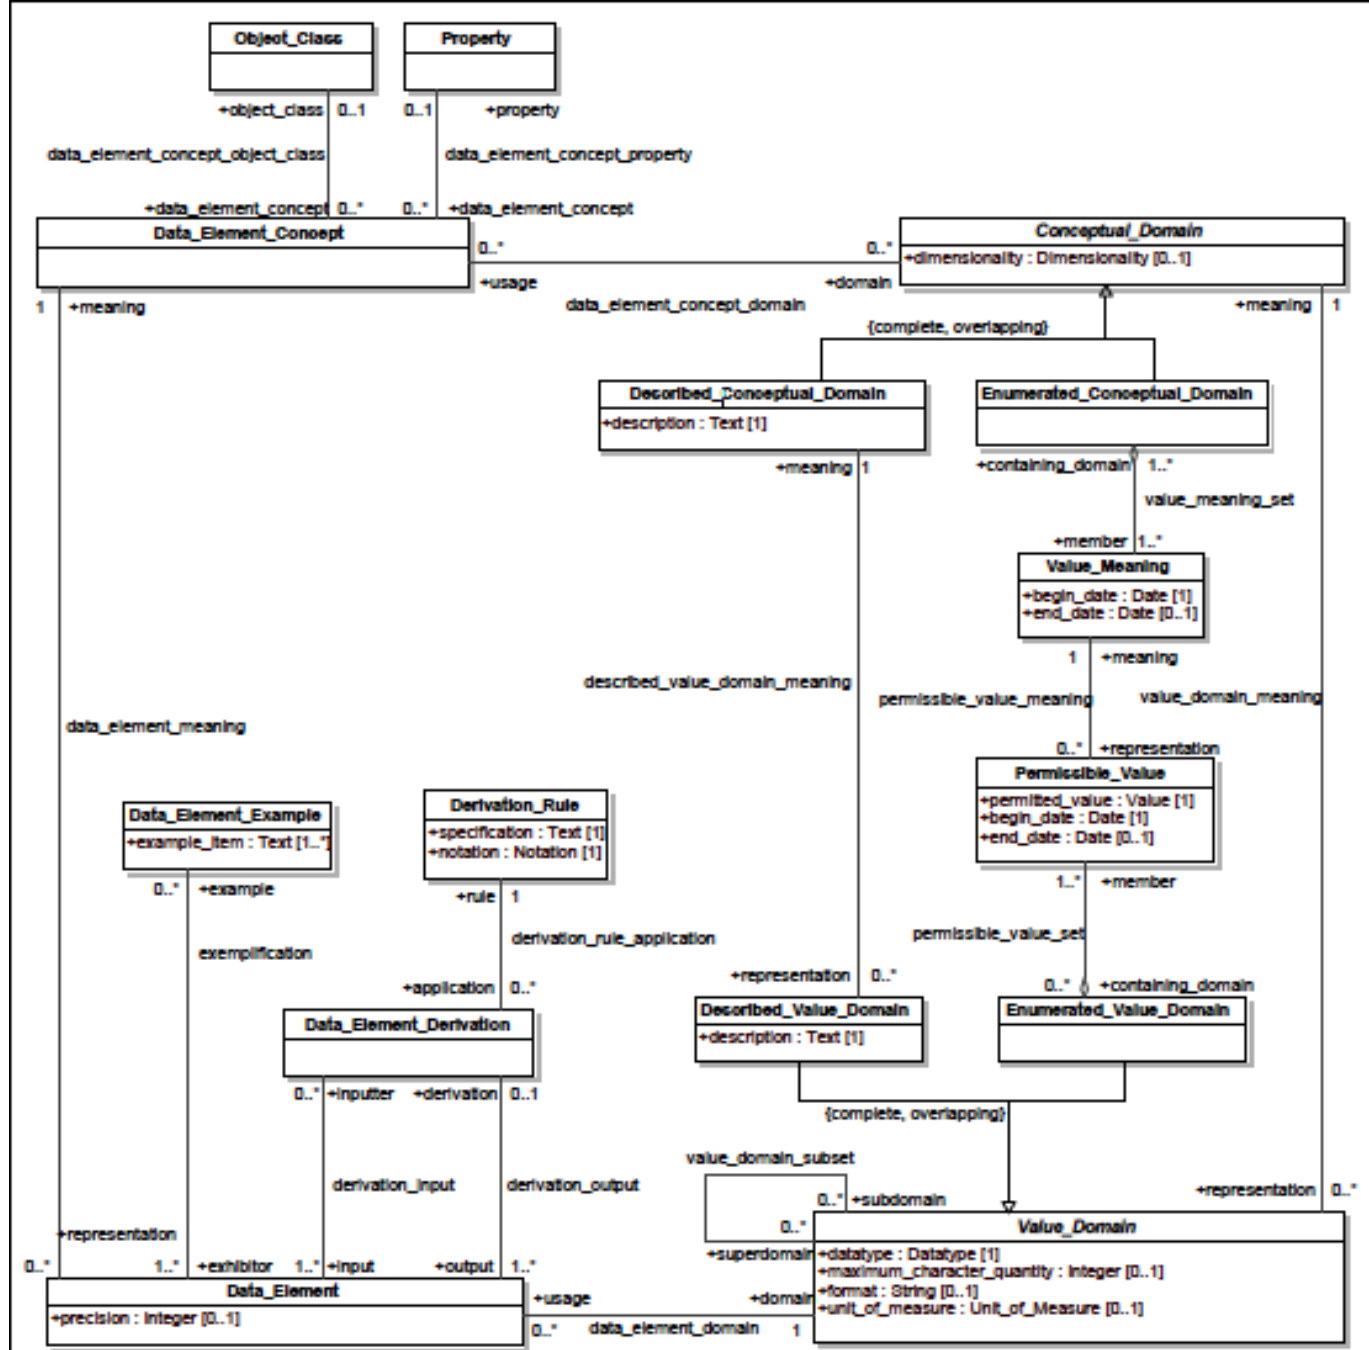 Object_Class
Property
+object_class 0..1
0..1 +property
data_element_concept_object_class
data_element_concept_property
+data_element_concept 0..*
0..* +data_element_concept
Data_Element_Concept
0..*
+usage
0..*
+domain
data_element_concept_domain
Conceptual_Domain
+dimensionality : Dimensionality [0..1]
1 +meaning
+meaning 1
{complete, overlapping}
Described_Conceptual_Domain
+description : Text [1]
Enumerated_Conceptual_Domain
+meaning 1
+containing_domain 1..*
value_meaning_set
+member 1..*
Value_Meaning
+begin_date : Date [1]
+end_date : Date [0..1]
1 +meaning
described_value_domain_meaning
permissible_value_meaning
value_domain_meaning
data_element_meaning
0..* +representation
Permissible_Value
+permitted_value : Value [1]
+begin_date : Date [1]
+end_date : Date [0..1]
Data_Element_Example
+example_item : Text [1..*]
Derivation_Rule
+specification : Text [1]
+notation : Notation [1]
0..* +example
+rule 1
1..* +member
exemplification
derivation_rule_application
permissible_value_set
+application 0..*
+representation 0..*
0..* +containing_domain
Data_Element_Derivation
Described_Value_Domain
+description : Text [1]
Enumerated_Value_Domain
0..* +inputter
+derivation 0..1
{complete, overlapping}
value_domain_subset
derivation_input
derivation_output
0..* +subdomain
+representation 0..*
0..*
+superdomain
Value_Domain
+datatype : Datatype [1]
+maximum_character_quantity : Integer [0..1]
+format : String [0..1]
+unit_of_measure : Unit_of_Measure [0..1]
+representation
0..*
1..* +exhibitor
1..* +input
+output 1..*
Data_Element
+precision : Integer [0..1]
+usage
0..*
data_element_domain
+domain
1